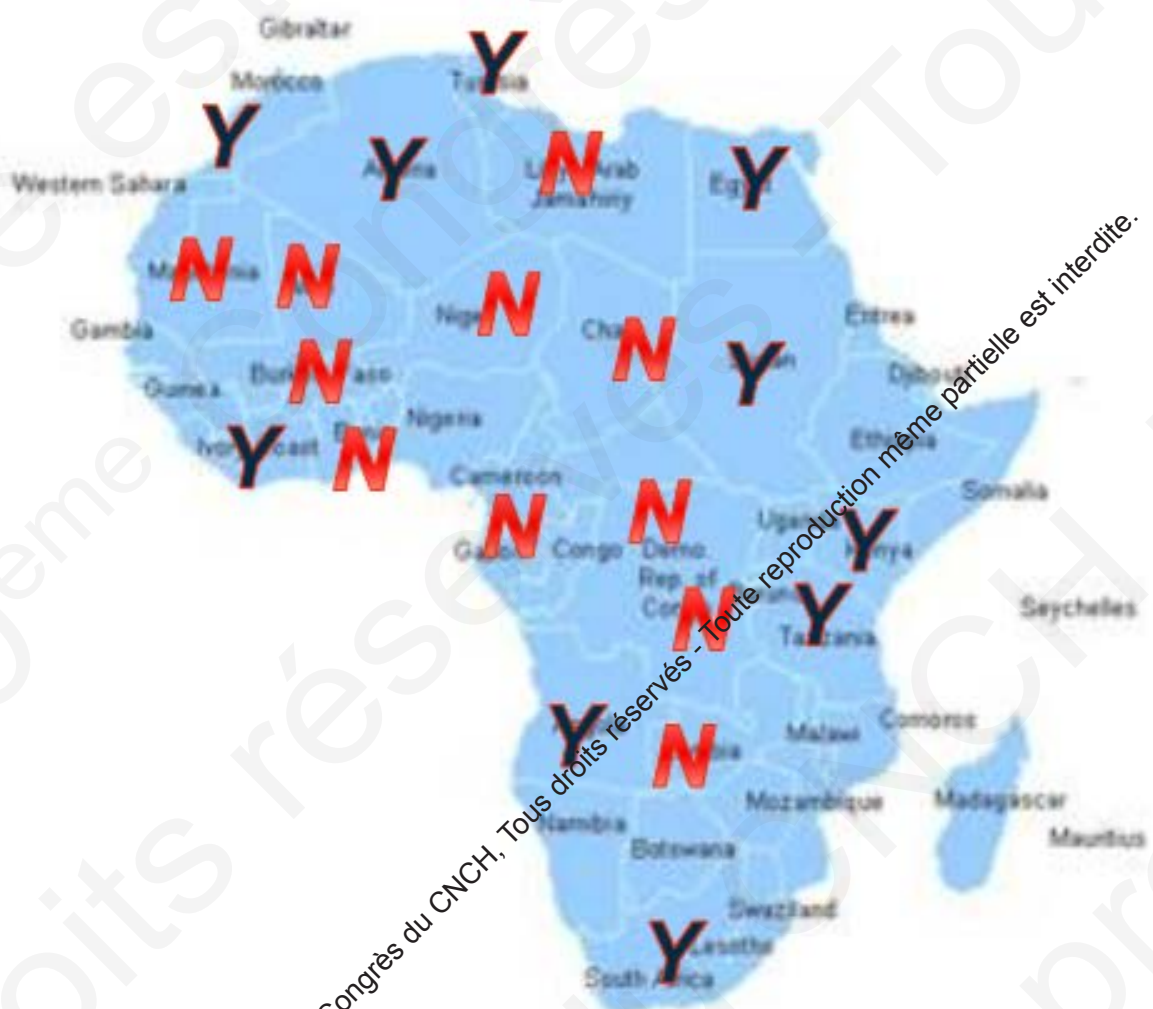 Gibraltar
Y
Morocco
Y
Y
N
Arab
Jamahiriy
Y
Western Sahara
N
N
N
N
Y
Gambia
Eritrea
Djibouti
N
Guinea
Nigeria
Ethiopia
Y
N
Cameroon
Somalia
N
N
Y
Congo
Demo.
Rep. of
N
Y
Tanzania
Seychelles
Y
N
Malawi
Comoros
Mozambique
Madagascar
Namibia
Mauritius
Botswana
Swaziland
Y
Lesotho
South Africa
Congrès du CNCH, Tous droits réservés - Toute reproduction même partielle est interdite.